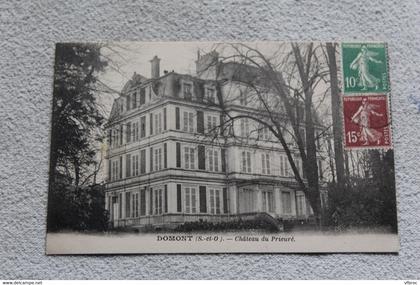 10c
15c
DOMONT (S.-et-O.). — Château du Prieuré.